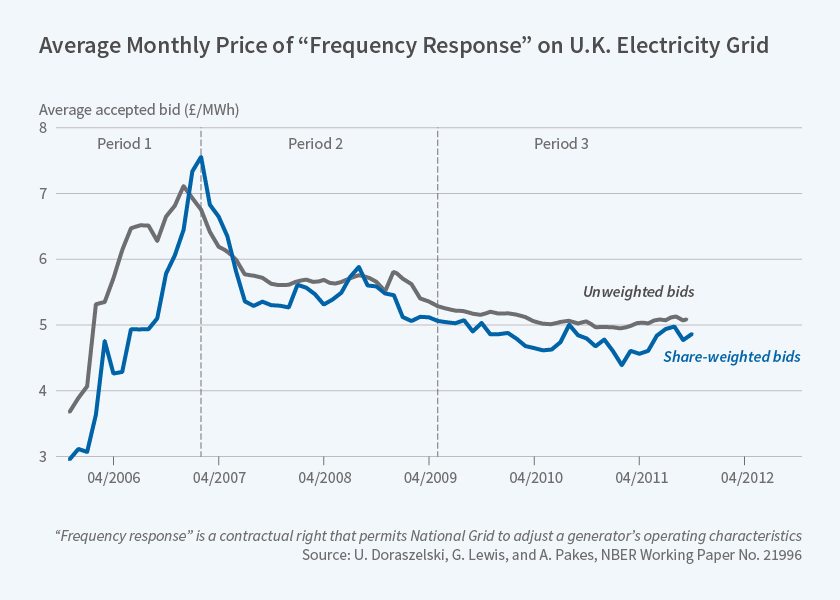 Average Monthly Price of “Frequency Response” on U.K. Electricity Grid
Average accepted bid (£/MWh)
8
Period 1
Period 2
Period 3
7
6
Unweighted bids
5
Share-weighted bids
4
3
04/2006
04/2007
04/2008
04/2009
04/2010
04/2011
04/2012
“Frequency response” is a contractual right that permits National Grid to adjust a generator’s operating characteristics
Source: U. Doraszelski, G. Lewis, and A. Pakes, NBER Working Paper No. 21996